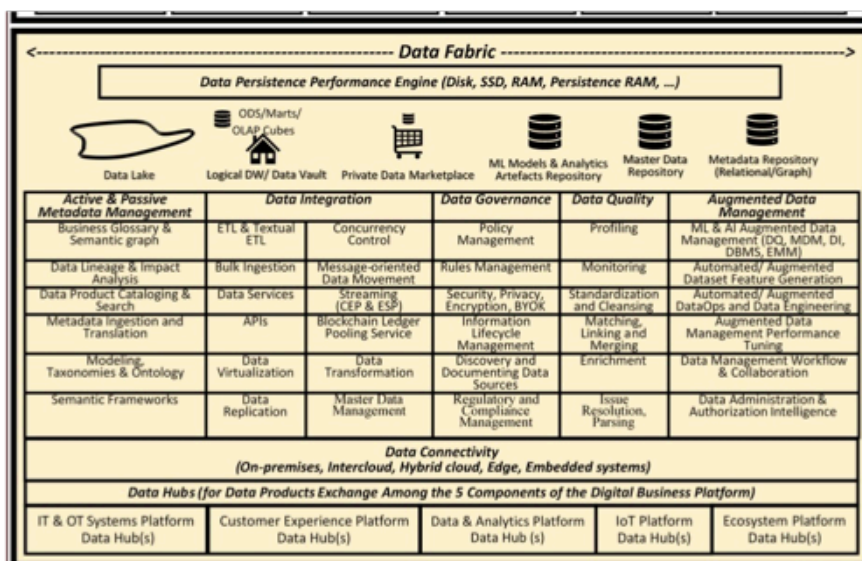 Data Fabric
Data Persistence Performance Engine (Disk, SSD, RAM, Persistence RAM, ...)
ODS/Marts/
OLAP Cubes
Data Lake
Logical DW/ Data Vault
Private Data Marketplace
ML Models & Analytics
Artefacts Repository
Master Data
Repository
Metadata Repository
(Relational/Graph)
Active & Passive
Metadata Management
Data Integration
Data Governance
Data Quality
Augmented Data
Management
Business Glossary &
Semantic graph
ETL & Textual
ETL
Concurrency
Control
Policy
Management
Profiling
ML & AI Augmented Data
Management (DQ, MDM, DI,
DBMS, EMM)
Data Lineage & Impact
Analysis
Bulk Ingestion
Message-oriented
Data Movement
Rules Management
Monitoring
Automated/ Augmented
Dataset Feature Generation
Data Product Cataloging &
Search
Data Services
Streaming
(CEP & ESP)
Security, Privacy,
Encryption, BYOK
Standardization
and Cleansing
Automated/ Augmented
DataOps and Data Engineering
Metadata Ingestion and
Translation
APIs
Blockchain Ledger
Pooling Service
Information
Lifecycle
Management
Matching,
Linking and
Merging
Augmented Data
Management Performance
Tuning
Modeling,
Taxonomies & Ontology
Data
Virtualization
Data
Transformation
Discovery and
Documenting Data
Sources
Enrichment
Data Management Workflow
& Collaboration
Semantic Frameworks
Data
Replication
Master Data
Management
Regulatory and
Compliance
Management
Issue
Resolution,
Parsing
Data Administration &
Authorization Intelligence
Data Connectivity
(On-premises, Intercloud, Hybrid cloud, Edge, Embedded systems)
Data Hubs (for Data Products Exchange Among the 5 Components of the Digital Business Platform)
IT & OT Systems Platform
Data Hub(s)
Customer Experience Platform
Data Hub(s)
Data & Analytics Platform
Data Hub (s)
IoT Platform
Data Hub(s)
Ecosystem Platform
Data Hub(s)